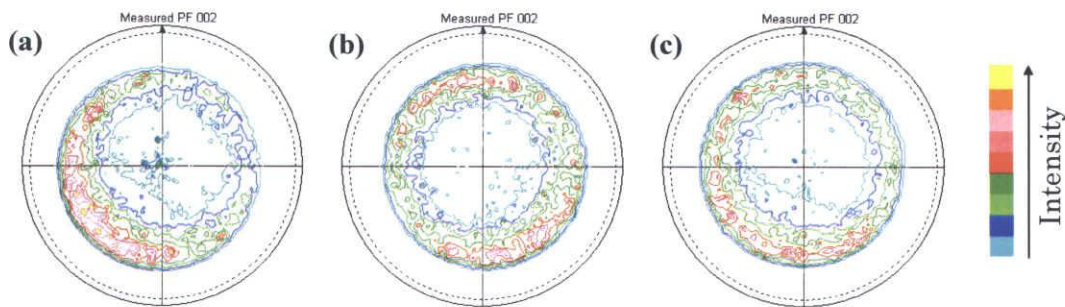 Measured PF 002
(a)
Measured PF 002
(b)
Measured PF 002
(c)
Intensity